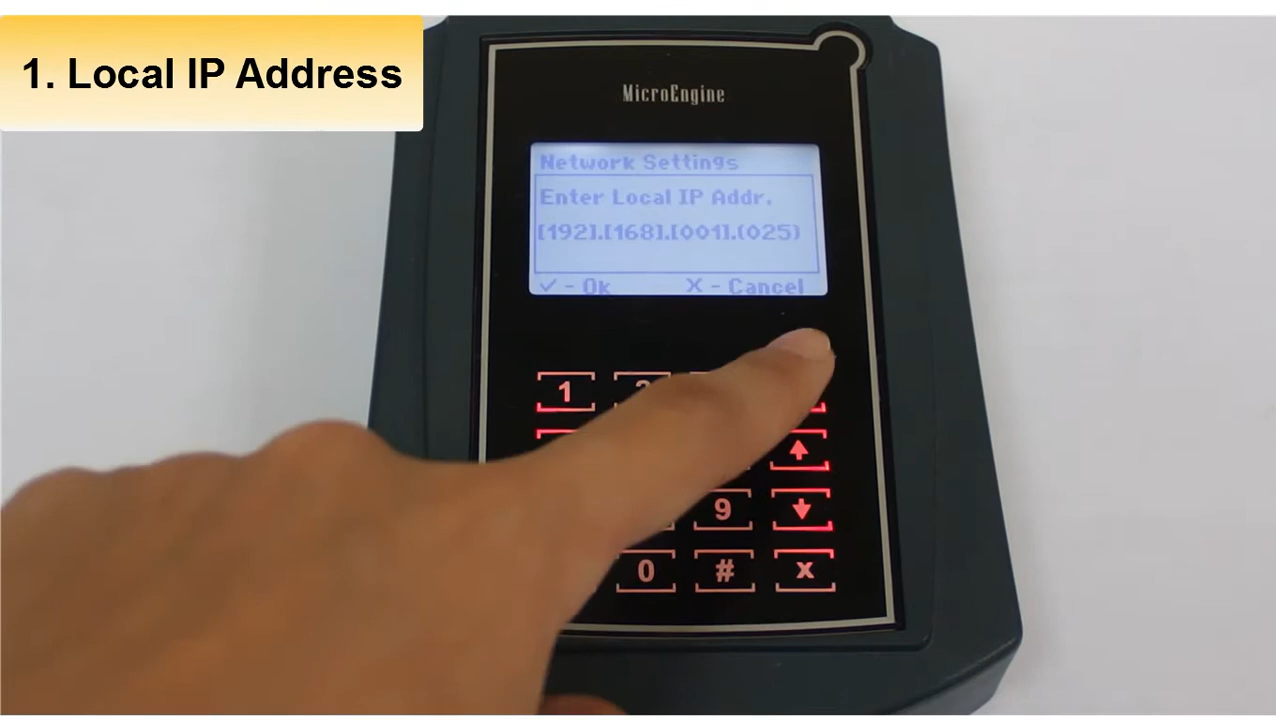 1. Local IP Address
MicroEngine
Network Settings
Enter Local IP Addr.
[192].[168].[001].(025)
✓ - Ok X - Cancel
1
9
0 # x